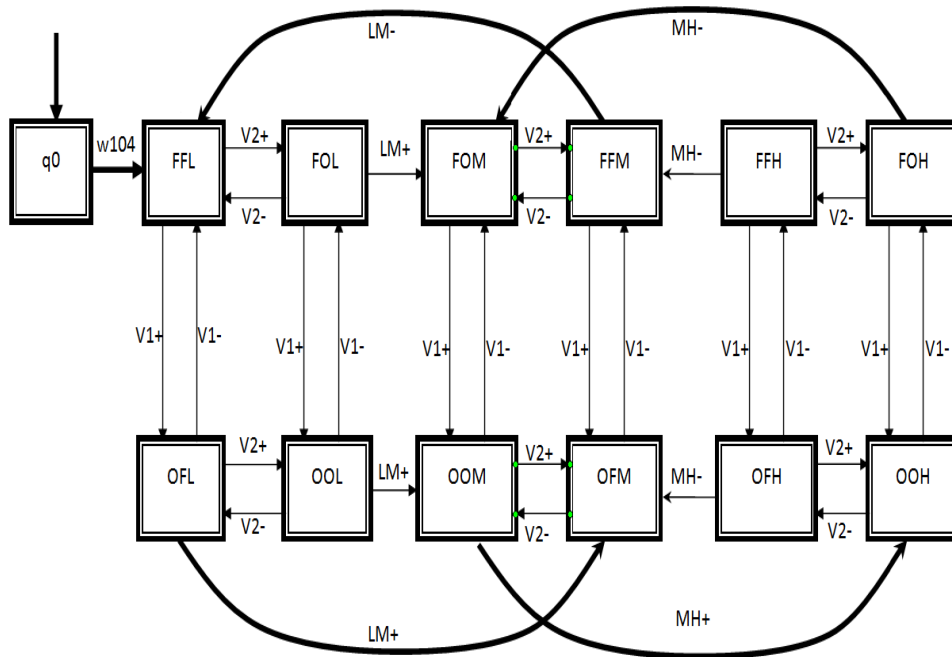 LM-
MH-
w104
V2+
LM+
V2+
MH-
V2+
q0
FFL
FOL
FOM
FFM
FFH
FOH
V2-
V2-
V2-
V1+
V1-
V1+
V1-
V1+
V1-
V1+
V1-
V1+
V1-
V1+
V1-
V2+
LM+
V2+
MH-
V2+
OFL
OOL
OOM
OFM
OFH
OOH
V2-
V2-
V2-
LM+
MH+